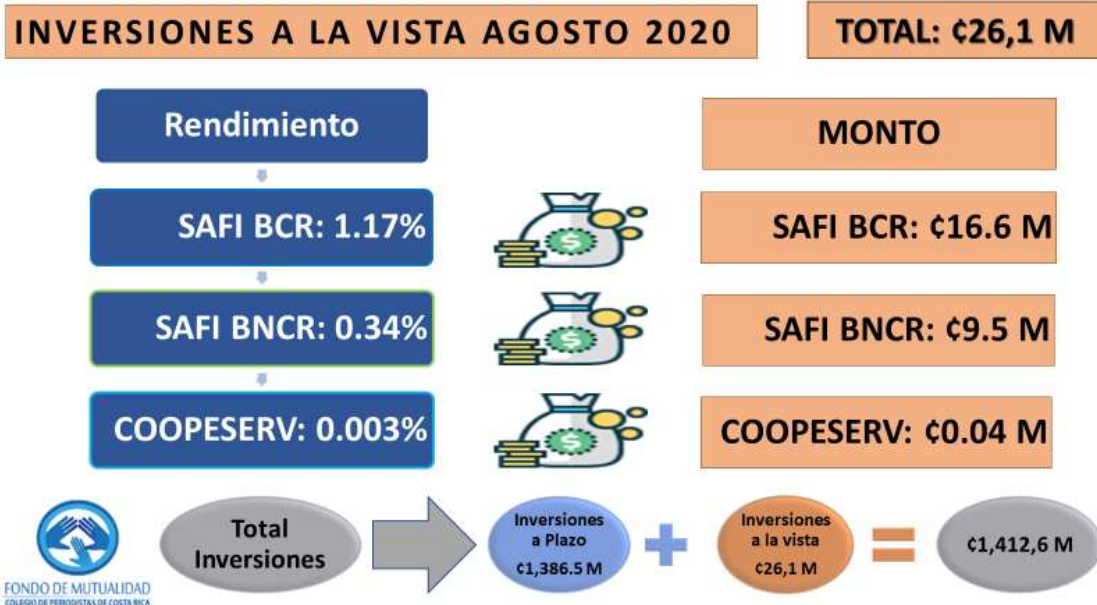 INVERSIONES A LA VISTA AGOSTO 2020
TOTAL: ¢26,1 M
Rendimiento
MONTO
SAFI BCR: 1.17%
$
SAFI BCR: ¢16.6 M
SAFI BNCR: 0.34%
$
SAFI BNCR: ¢9.5 M
COOPESERV: 0.003%
$
COOPESERV: ¢0.04 M
Total
Inversiones
Inversiones
a Plazo
¢1,386.5 M
+
Inversiones
a la vista
¢26,1 M
=
¢1,412,6 M
FONDO DE MUTUALIDAD
COLEGIO DE PERIODISTAS DE COSTA RICA